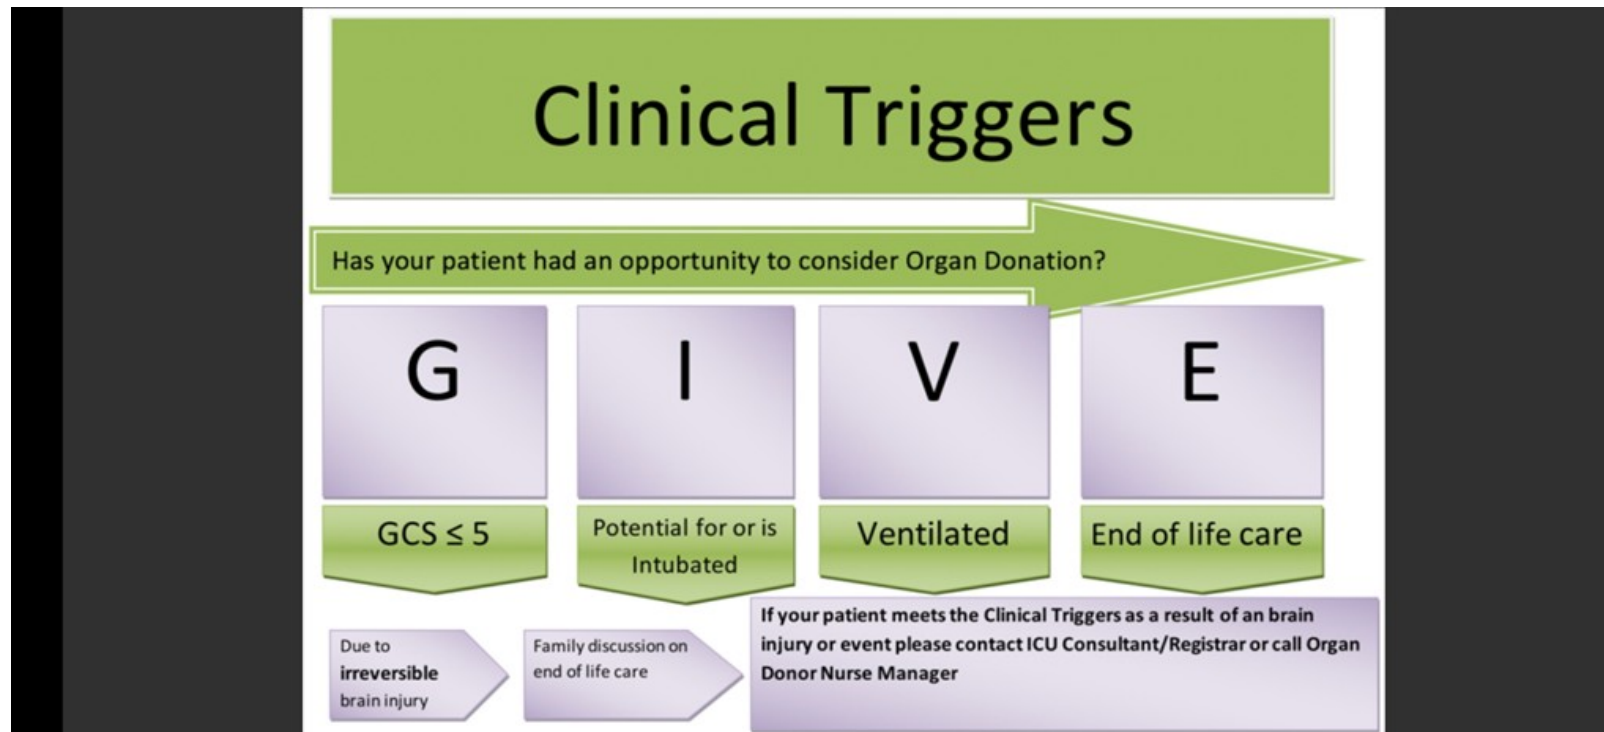 Clinical Triggers
Has your patient had an opportunity to consider Organ Donation?
G
I
V
E
GCS ≤ 5
Potential for or is
Intubated
Ventilated
End of life care
Due to
irreversible
brain injury
Family discussion on
end of life care
If your patient meets the Clinical Triggers as a result of an brain
injury or event please contact ICU Consultant/Registrar or call Organ
Donor Nurse Manager